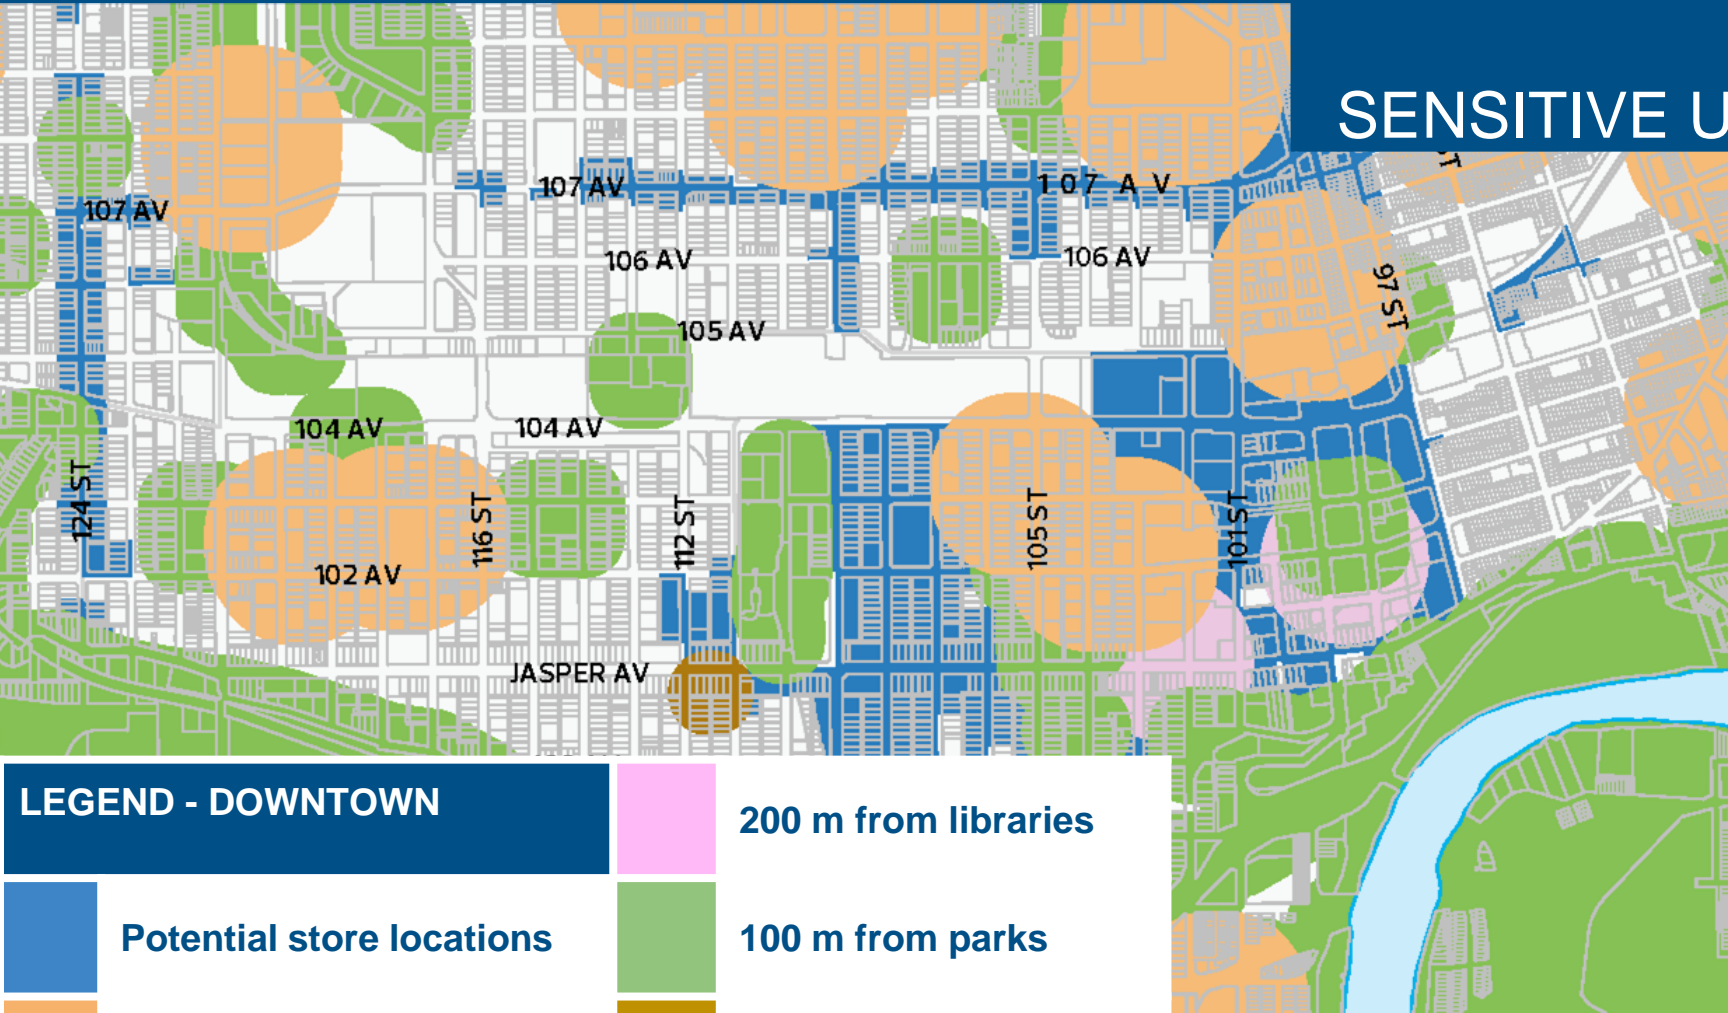 SENSITIVE U
ST
107 AV
107 AV
107 AV
106 AV
106 AV
97 ST
105 AV
104 AV
104 AV
124 ST
116 ST
112 ST
105 ST
101 ST
102 AV
JASPER AV
LEGEND - DOWNTOWN
200 m from libraries
Potential store locations
100 m from parks